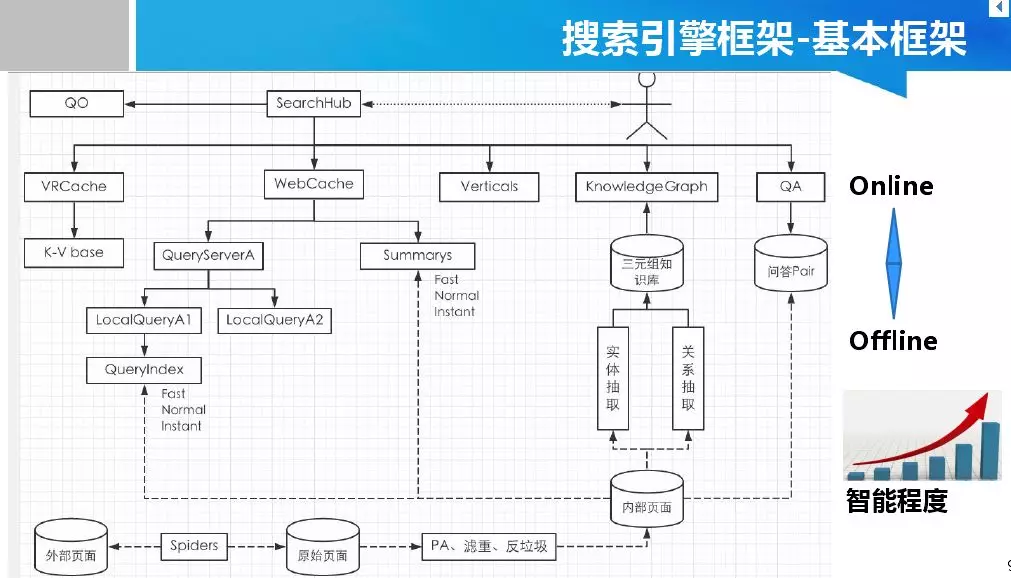 搜索引擎框架-基本框架
QO
SearchHub
VRCache
WebCache
Verticals
KnowledgeGraph
QA
Online
K-V base
QueryServerA
Summarys
三元组知
识库
问答Pair
Fast
Normal
Instant
LocalQueryA1
LocalQueryA2
Offline
QueryIndex
实体抽取
关系抽取
Fast
Normal
Instant
智能程度
内部页面
外部页面
Spiders
原始页面
PA、滤重、反垃圾
9